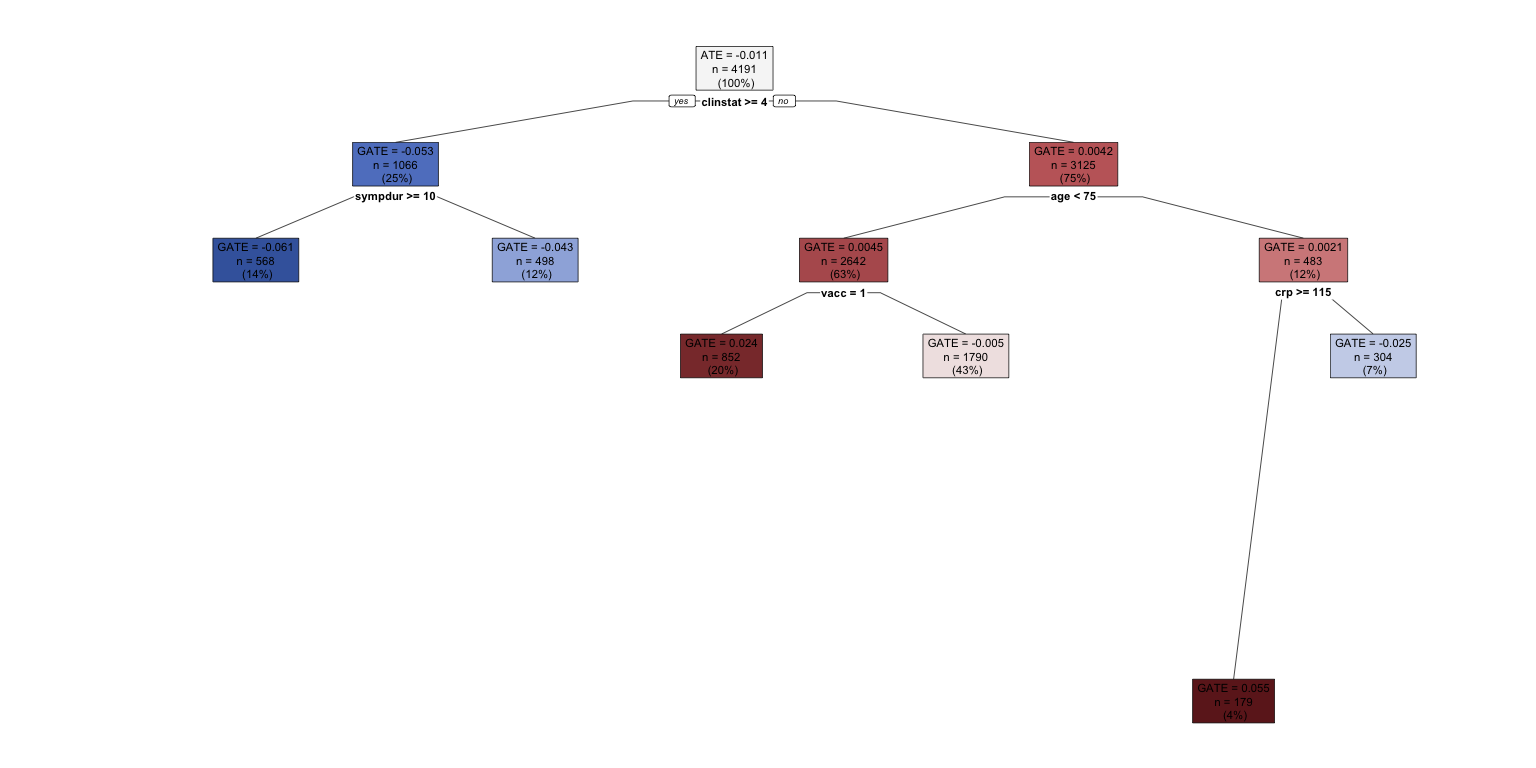 ATE = -0.011
n = 4191
(100%)
yes clinstat >= 4 no
GATE = -0.053
n = 1066
(25%)
sympdur >= 10
GATE = 0.0042
n = 3125
(75%)
age < 75
GATE = -0.061
n = 568
(14%)
GATE = -0.043
n = 498
(12%)
GATE = 0.0045
n = 2642
(63%)
vacc = 1
GATE = 0.0021
n = 483
(12%)
crp >= 115
GATE = 0.024
n = 852
(20%)
GATE = -0.005
n = 1790
(43%)
GATE = -0.025
n = 304
(7%)
GATE = 0.055
n = 179
(4%)